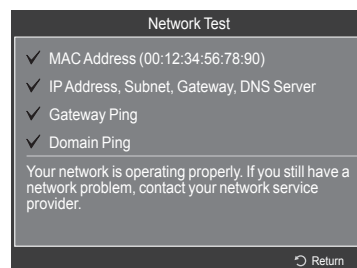 Network Test
MAC Address (00:12:34:56:78:90)
IP Address, Subnet, Gateway, DNS Server
Gateway Ping
Domain Ping
Your network is operating properly. If you still have a
network problem, contact your network service
provider.
Return